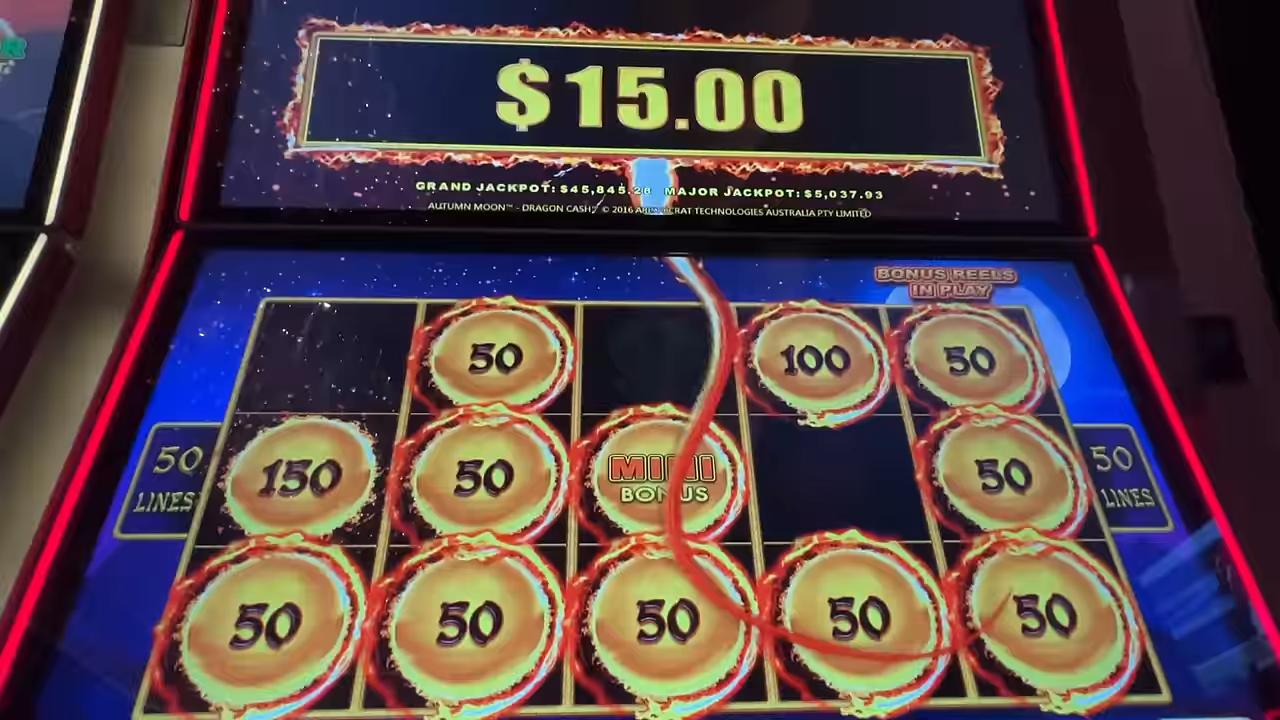 $15.00
GRAND JACKPOT: $45,845.28 MAJOR JACKPOT: $5,037.93
AUTUMN MOON™ - DRAGON CASH™ © 2016 ARISTOCRAT TECHNOLOGIES AUSTRALIA PTY LIMITED
BONUS REELS
IN PLAY
50 100 50
50 LINES
150 50 MINI BONUS 50
50 LINES
50 50 50 50 50